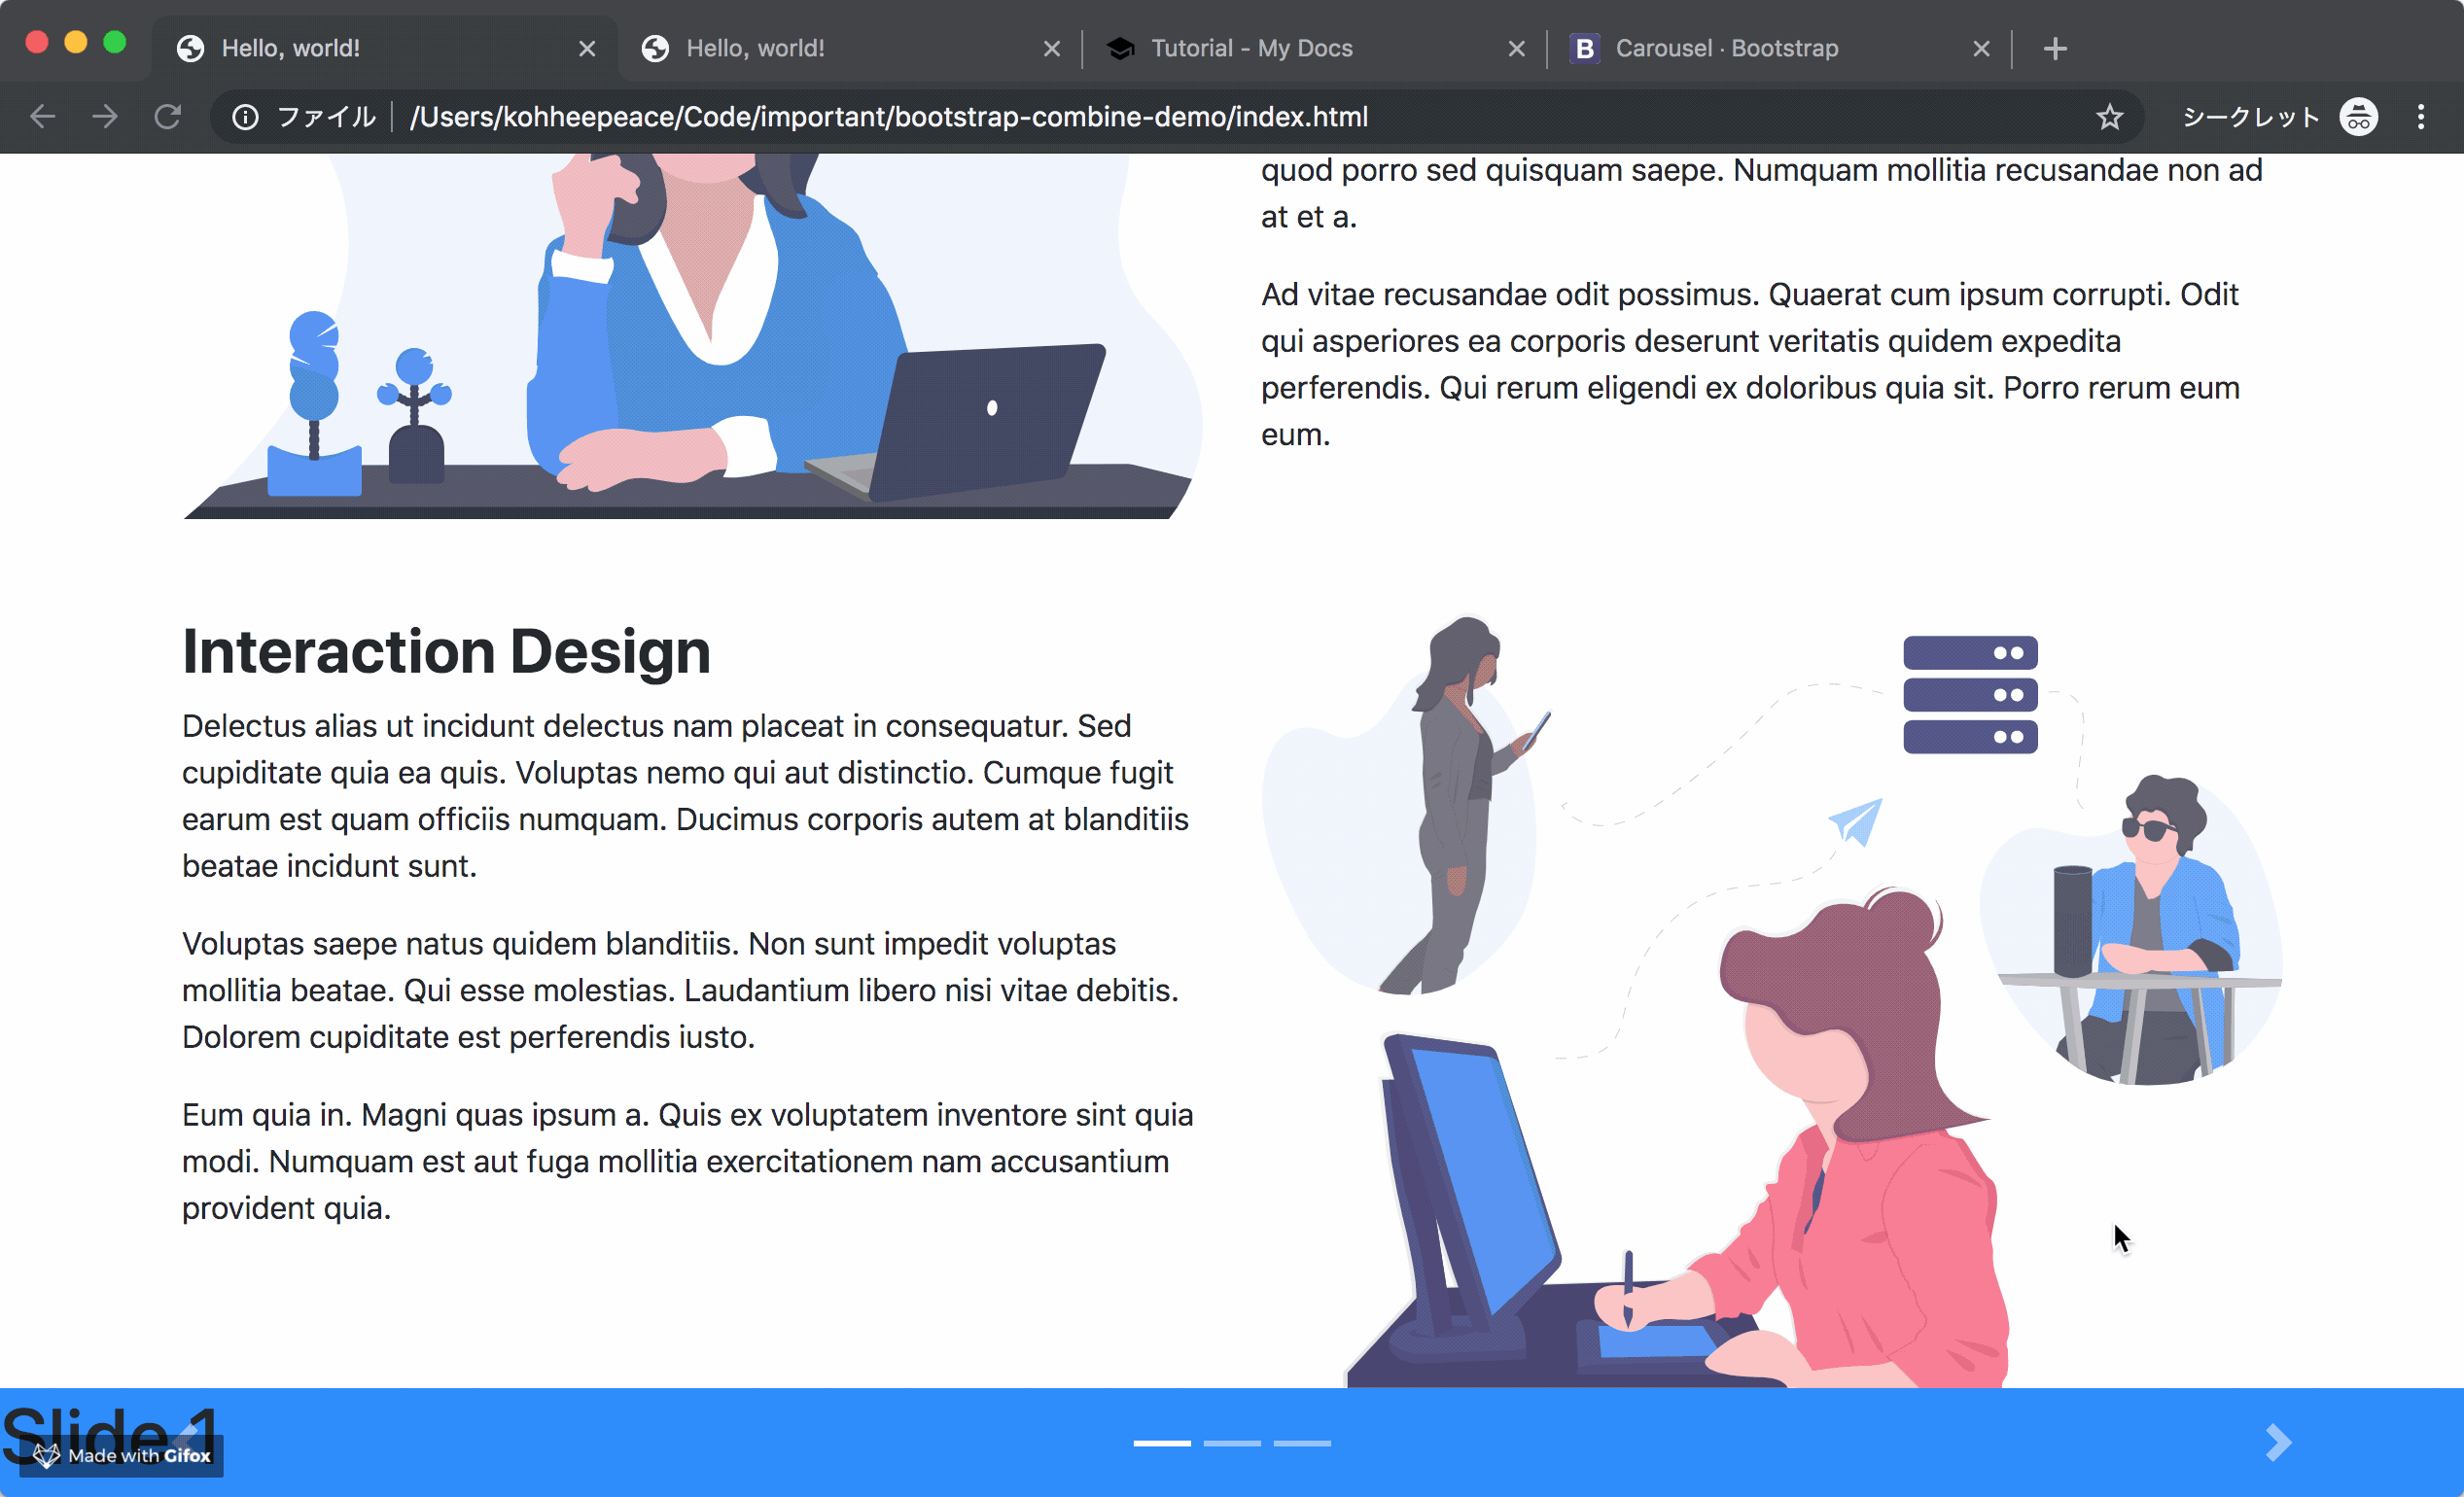 Hello, world!
Hello, world!
Tutorial - My Docs
B
Carousel · Bootstrap
ファイル
/Users/kohheepeace/Code/important/bootstrap-combine-demo/index.html
シークレット
quod porro sed quisquam saepe. Numquam mollitia recusandae non ad
at et a.
Ad vitae recusandae odit possimus. Quaerat cum ipsum corrupti. Odit
qui asperiores ea corporis deserunt veritatis quidem expedita
perferendis. Qui rerum eligendi ex doloribus quia sit. Porro rerum eum
eum.
Interaction Design
Delectus alias ut incidunt delectus nam placeat in consequatur. Sed
cupiditate quia ea quis. Voluptas nemo qui aut distinctio. Cumque fugit
earum est quam officiis numquam. Ducimus corporis autem at blanditiis
beatae incidunt sunt.
Voluptas saepe natus quidem blanditiis. Non sunt impedit voluptas
mollitia beatae. Qui esse molestias. Laudantium libero nisi vitae debitis.
Dolorem cupiditate est perferendis iusto.
Eum quia in. Magni quas ipsum a. Quis ex voluptatem inventore sint quia
modi. Numquam est aut fuga mollitia exercitationem nam accusantium
provident quia.
Slide 1
Made with Gifox